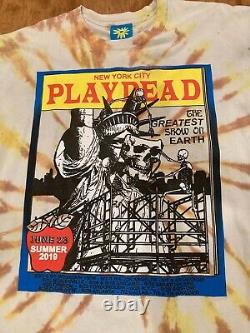 NEW YORK CITY
PLAYDEAD
THE
GREATEST
SHOW ON
EARTH
JUNE 23
SUMMER
2019